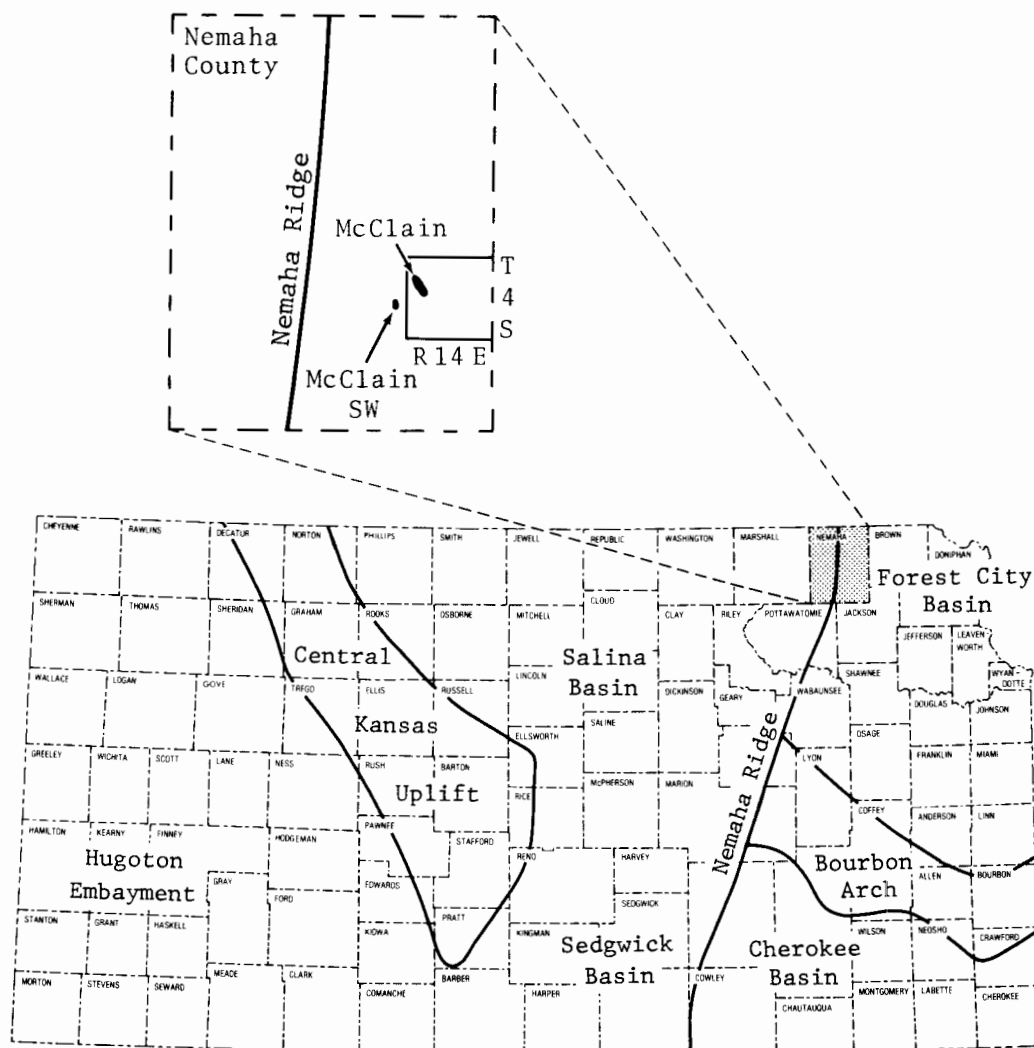 Nemaha
County
Nemaha Ridge
McClain
T
4
S
R 14 E
McClain
SW
CHEYENNE
RAWLINS
DECATUR
NORTON
PHILLIPS
SMITH
JEWELL
REPUBLIC
WASHINGTON
MARSHALL
NEMAHA
BROWN
DONIPHAN
Forest City
Basin
SHERMAN
THOMAS
SHERIDAN
GRAHAM
ROOKS
OSBORNE
MITCHELL
CLOUD
CLAY
RILEY
POTTAWATOMIE
JACKSON
JEFFERSON
LEAVEN
WORTH
WYAN-
DOTTE
Central
Kansas
Uplift
Salina
Basin
WALLACE
LOGAN
GOVE
TREGO
ELLIS
RUSSELL
LINCOLN
DICKINSON
GEARY
WABAUNSEE
SHAWNEE
DOUGLAS
JOHNSON
ELLSWORTH
SALINE
OSAGE
GREELEY
WICHITA
SCOTT
LANE
NESS
RUSH
BARTON
RICE
McPHERSON
MARION
Nemaha Ridge
LYON
FRANKLIN
MIAMI
COFFEY
ANDERSON
LINN
HAMILTON
KEARNY
FINNEY
HODGEMAN
PAWNEE
STAFFORD
RENO
HARVEY
Hugoton
Embayment
GRAY
FORD
EDWARDS
PRATT
SEDGWICK
Bourbon
Arch
ALLEN
BOURBON
STANTON
GRANT
HASKELL
KIOWA
KINGMAN
Sedgwick
Basin
Cherokee
Basin
WILSON
NEOSHO
CRAWFORD
MORTON
STEVENS
SEWARD
MEADE
CLARK
COMANCHE
BARBER
HARPER
COWLEY
CHAUTAUQUA
MONTGOMERY
LABETTE
CHEROKEE